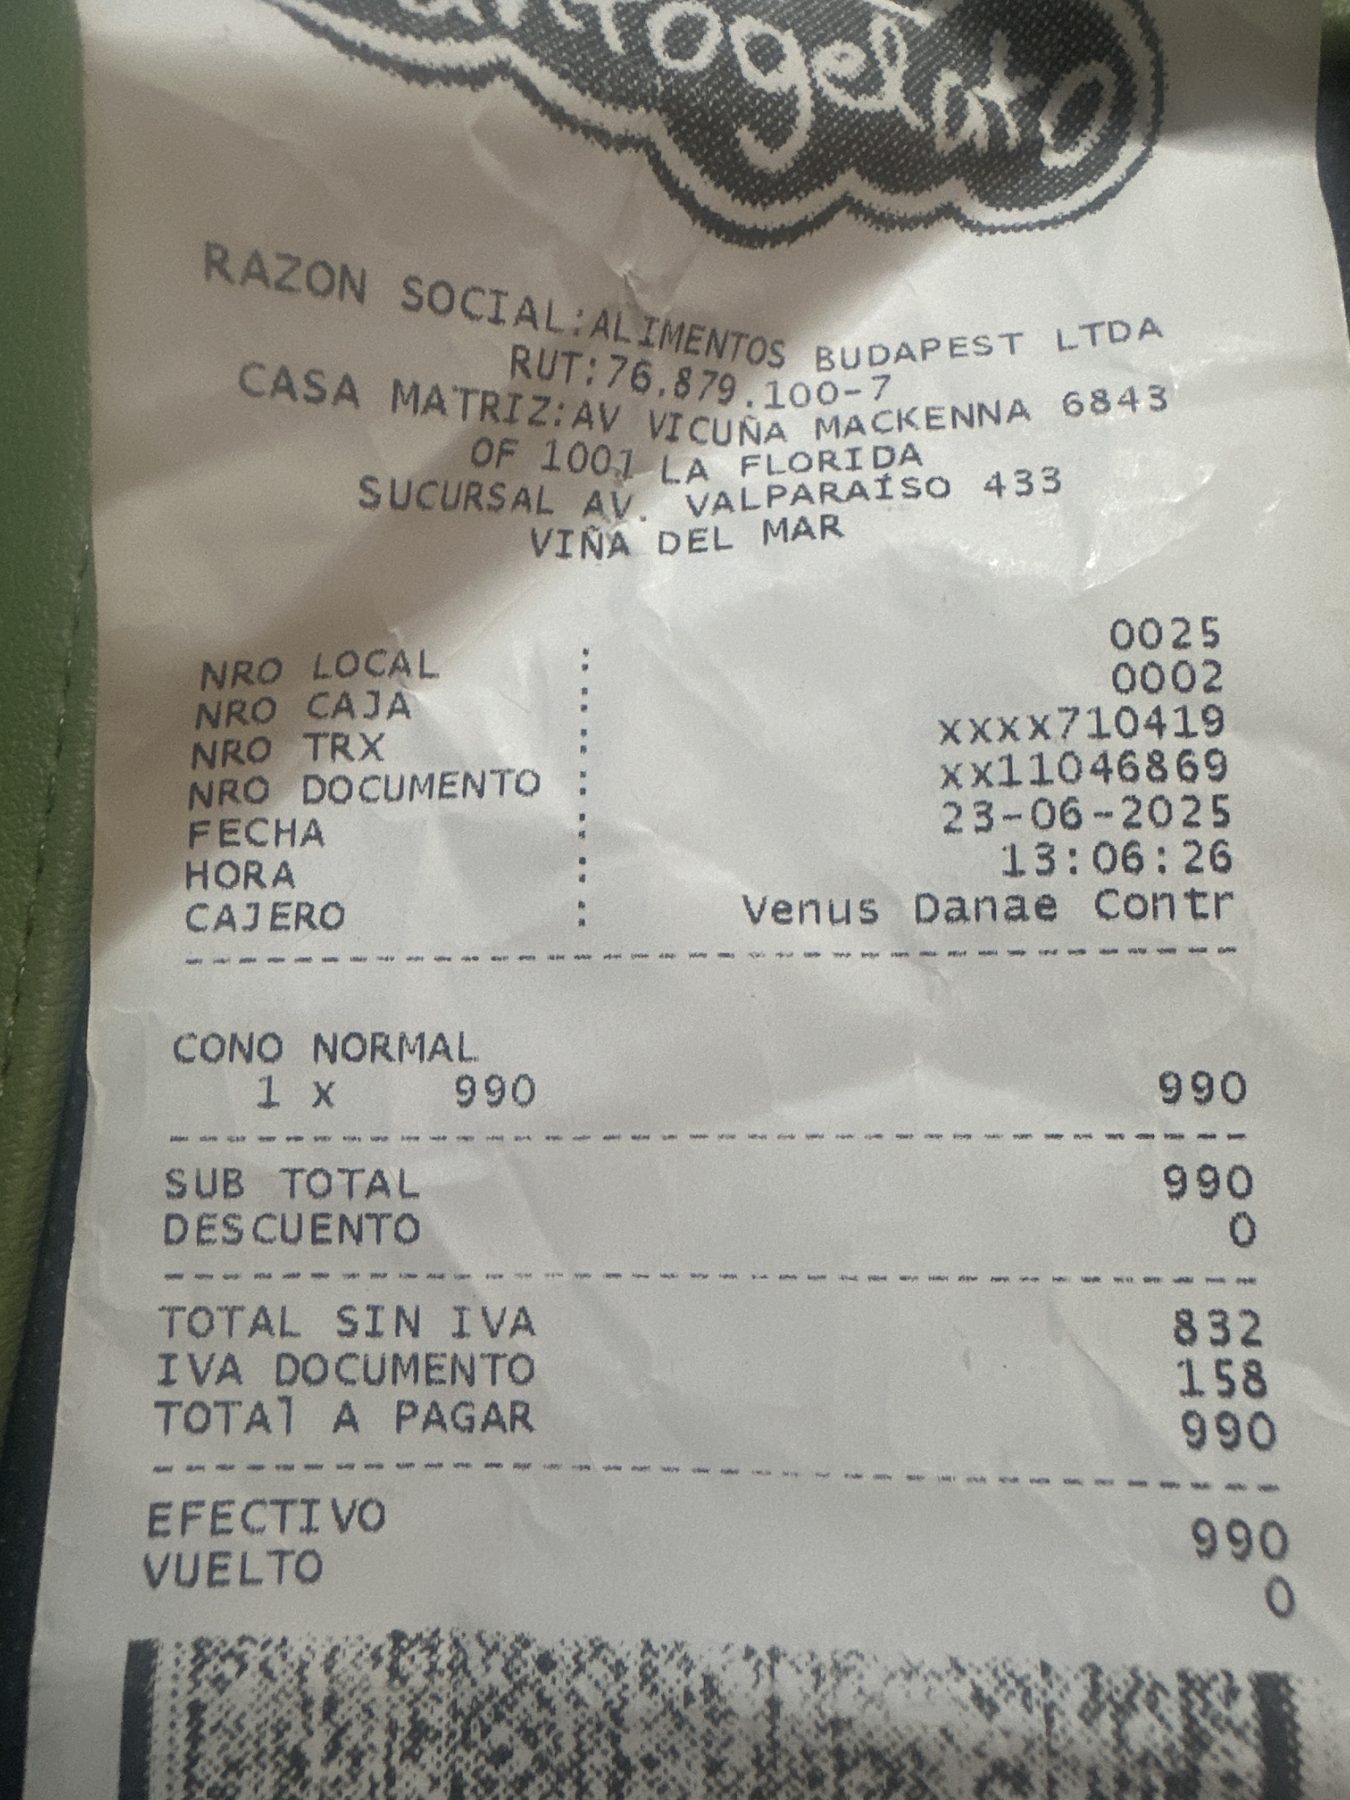 RAZON SOCIAL:ALIMENTOS BUDAPEST LTDA
RUT:76.879.100-7
CASA MATRIZ:AV VICUÑA MACKENNA 6843
OF 1001 LA FLORIDA
SUCURSAL AV. VALPARAÍSO 433
VIÑA DEL MAR
NRO LOCAL : 0025
NRO CAJA : 0002
NRO TRX : xxxx710419
NRO DOCUMENTO : xx11046869
FECHA : 23-06-2025
HORA : 13:06:26
CAJERO : Venus Danae Contr
CONO NORMAL
1 x 990 990
SUB TOTAL 990
DESCUENTO 0
TOTAL SIN IVA 832
IVA DOCUMENTO 158
TOTAl A PAGAR 990
EFECTIVO 990
VUELTO 0